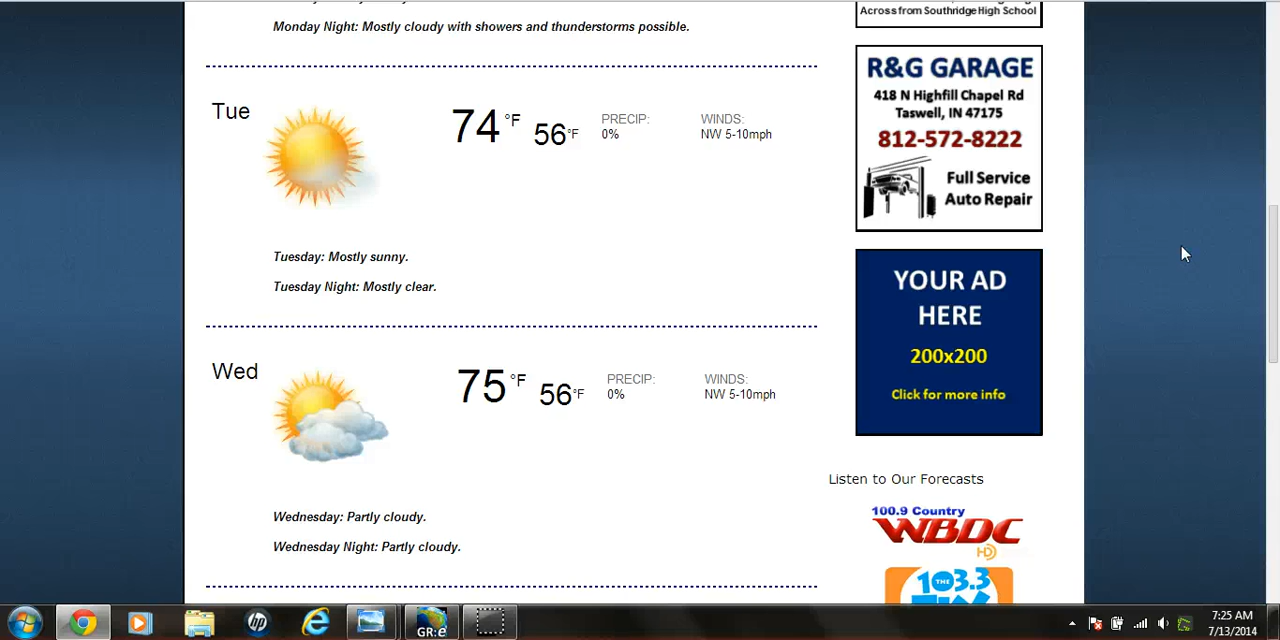 Across from Southridge High School
Monday Night: Mostly cloudy with showers and thunderstorms possible.
Tue
74 °F 56°F
PRECIP:
0%
WINDS:
NW 5-10mph
Tuesday: Mostly sunny.
Tuesday Night: Mostly clear.
R&G GARAGE
418 N Highfill Chapel Rd
Taswell, IN 47175
812-572-8222
Full Service
Auto Repair
Wed
75 °F 56°F
PRECIP:
0%
WINDS:
NW 5-10mph
Wednesday: Partly cloudy.
Wednesday Night: Partly cloudy.
YOUR AD
HERE
200x200
Click for more info
Listen to Our Forecasts
100.9 Country
WBDC
HD
THE 103.3
hp
GR:e
7:25 AM
7/13/2014